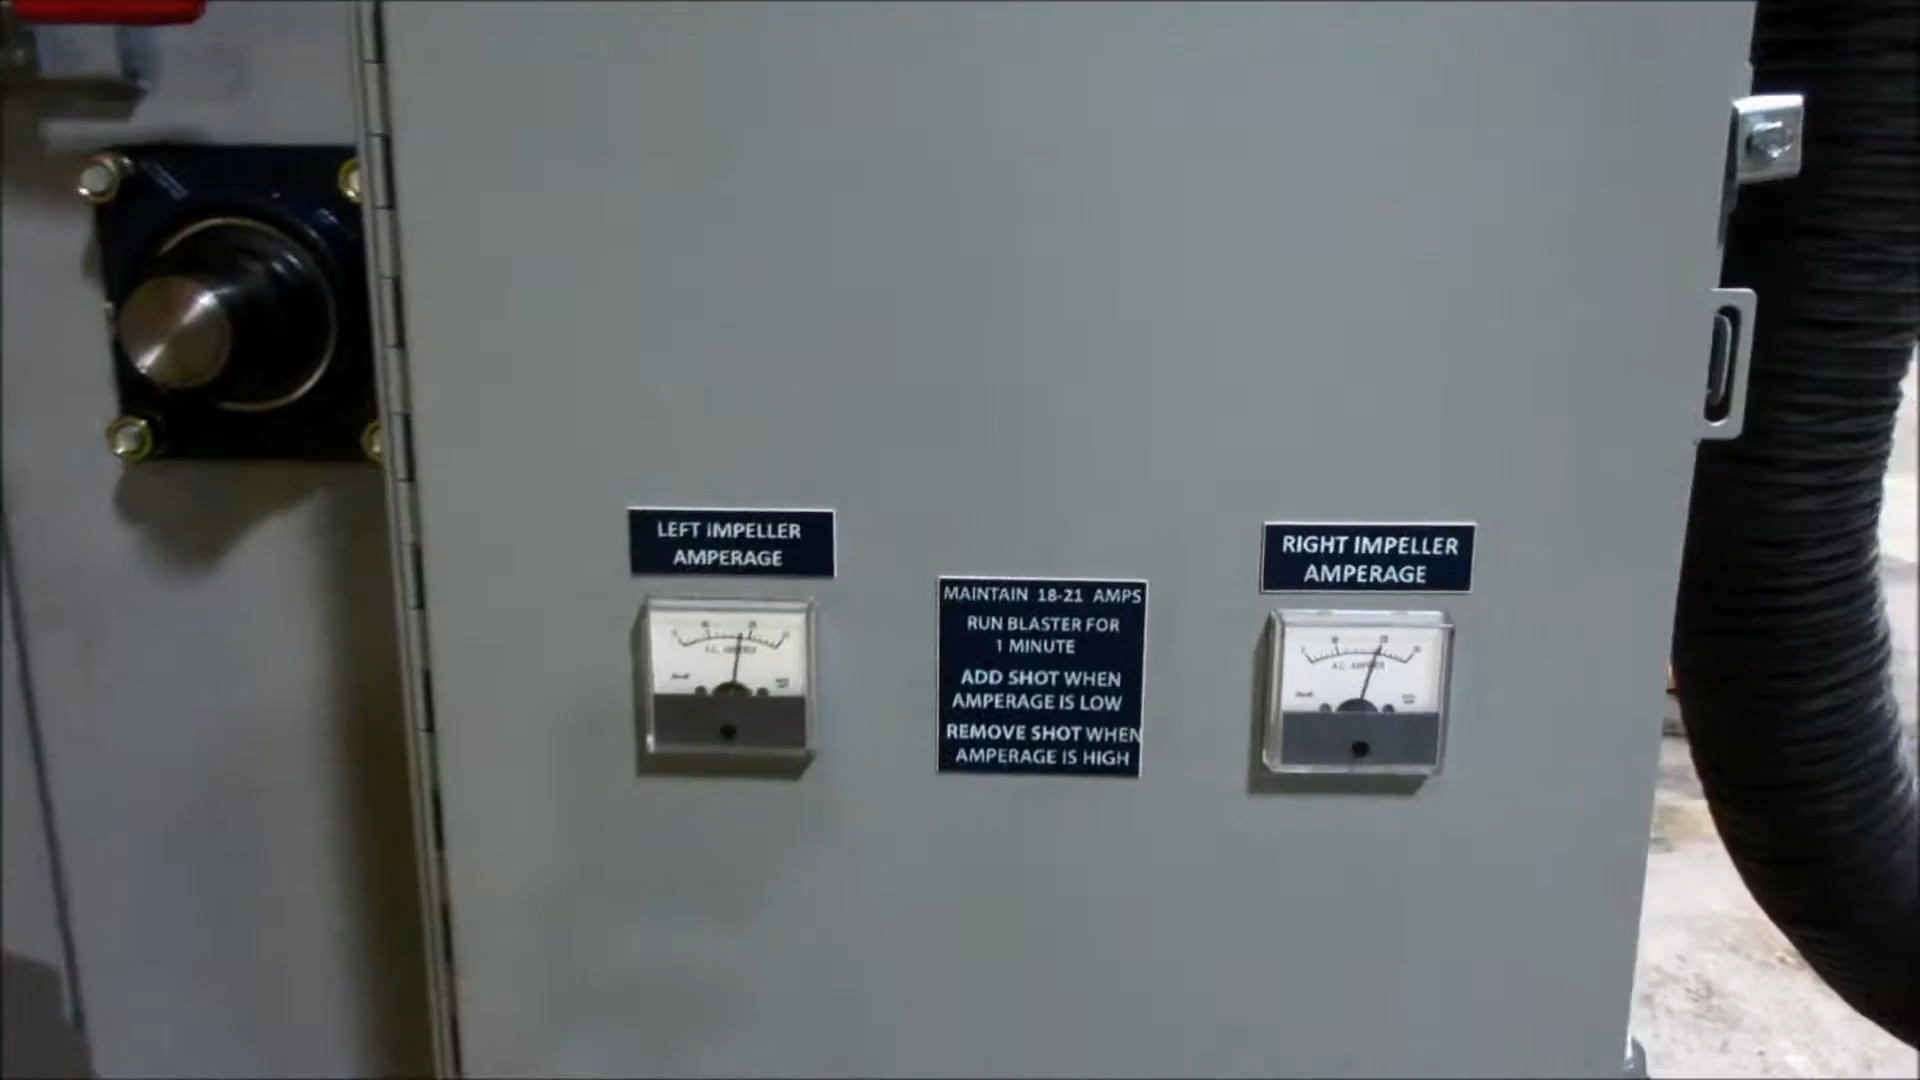 LEFT IMPELLER
AMPERAGE
MAINTAIN 18-21 AMPS
RUN BLASTER FOR
1 MINUTE
ADD SHOT WHEN
AMPERAGE IS LOW
REMOVE SHOT WHEN
AMPERAGE IS HIGH
RIGHT IMPELLER
AMPERAGE